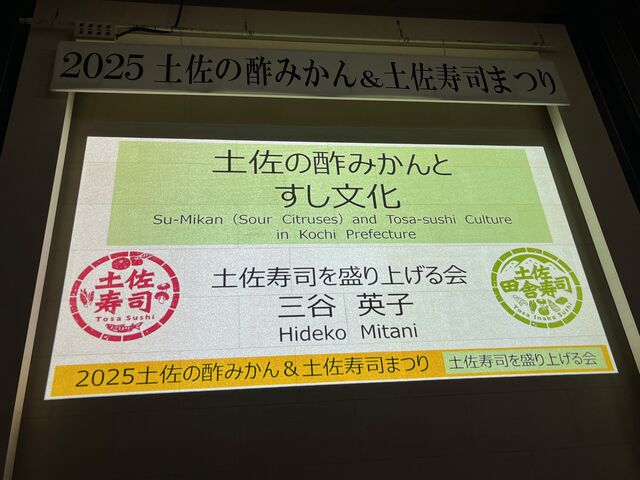 2025 土佐の酢みかん&土佐寿司まつり
土佐の酢みかんと
すし文化
Su-Mikan (Sour Citruses) and Tosa-sushi Culture
in Kochi Prefecture
土佐
寿司
Tosa Sushi
土佐寿司を盛り上げる会
三谷 英子
Hideko Mitani
土佐
田舎寿司
Tosa Inaka Sushi
2025土佐の酢みかん&土佐寿司まつり
土佐寿司を盛り上げる会